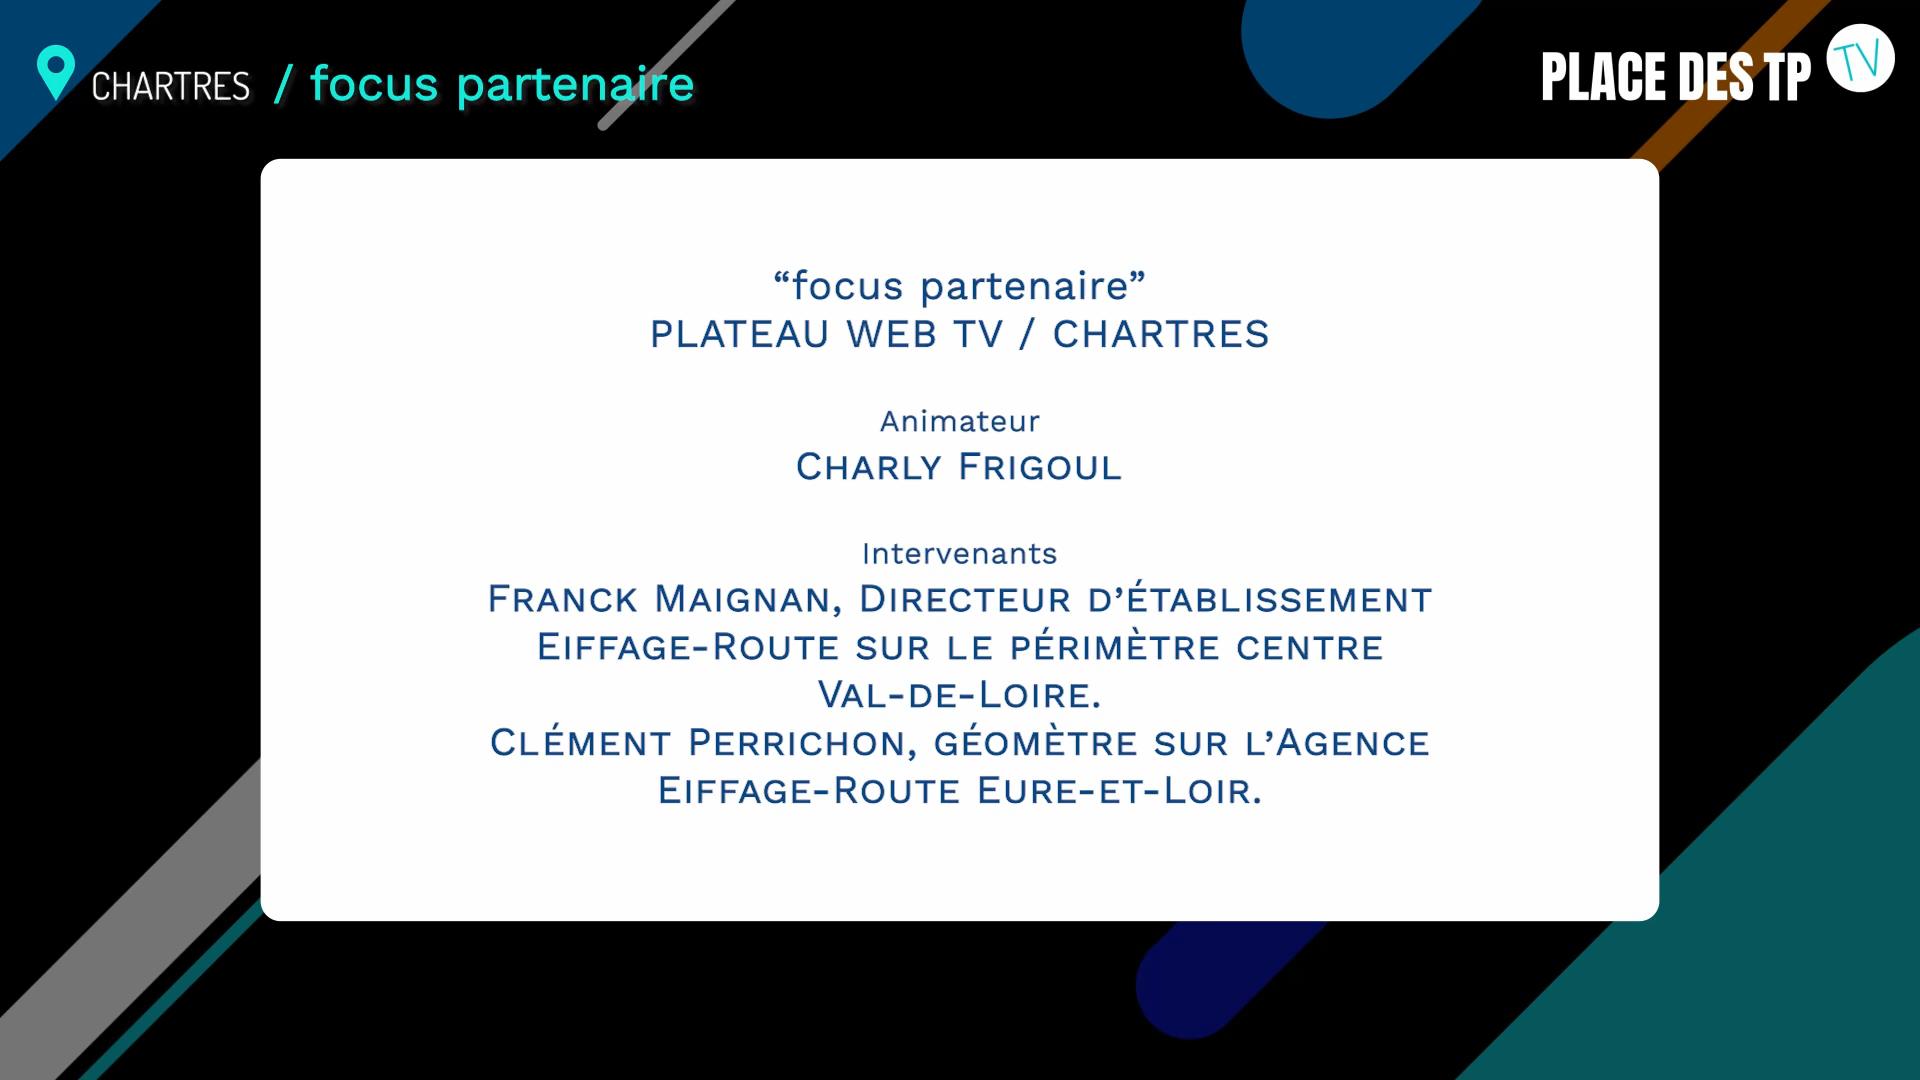 CHARTRES / focus partenaire
PLACE DES TP TV
“focus partenaire”
PLATEAU WEB TV / CHARTRES
Animateur
Charly Frigoul
Intervenants
Franck Maignan, Directeur d’établissement
Eiffage-Route sur le périmètre centre
Val-de-Loire.
Clément Perrichon, géomètre sur l’Agence
Eiffage-Route Eure-et-Loir.